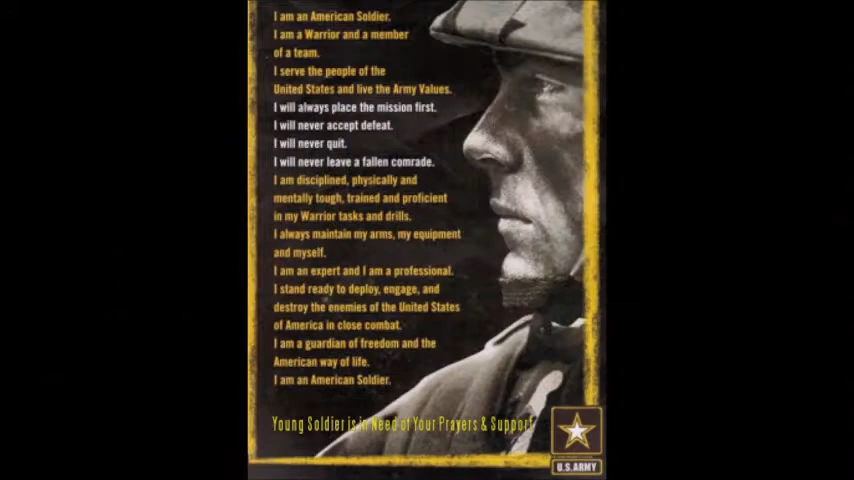 I am an American Soldier.
I am a Warrior and a member
of a team.
I serve the people of the
United States and live the Army Values.
I will always place the mission first.
I will never accept defeat.
I will never quit.
I will never leave a fallen comrade.
I am disciplined, physically and
mentally tough, trained and proficient
in my Warrior tasks and drills.
I always maintain my arms, my equipment
and myself.
I am an expert and I am a professional.
I stand ready to deploy, engage, and
destroy the enemies of the United States
of America in close combat.
I am a guardian of freedom and the
American way of life.
I am an American Soldier.
Young Soldier is in Need of Your Prayers & Support
U.S.ARMY